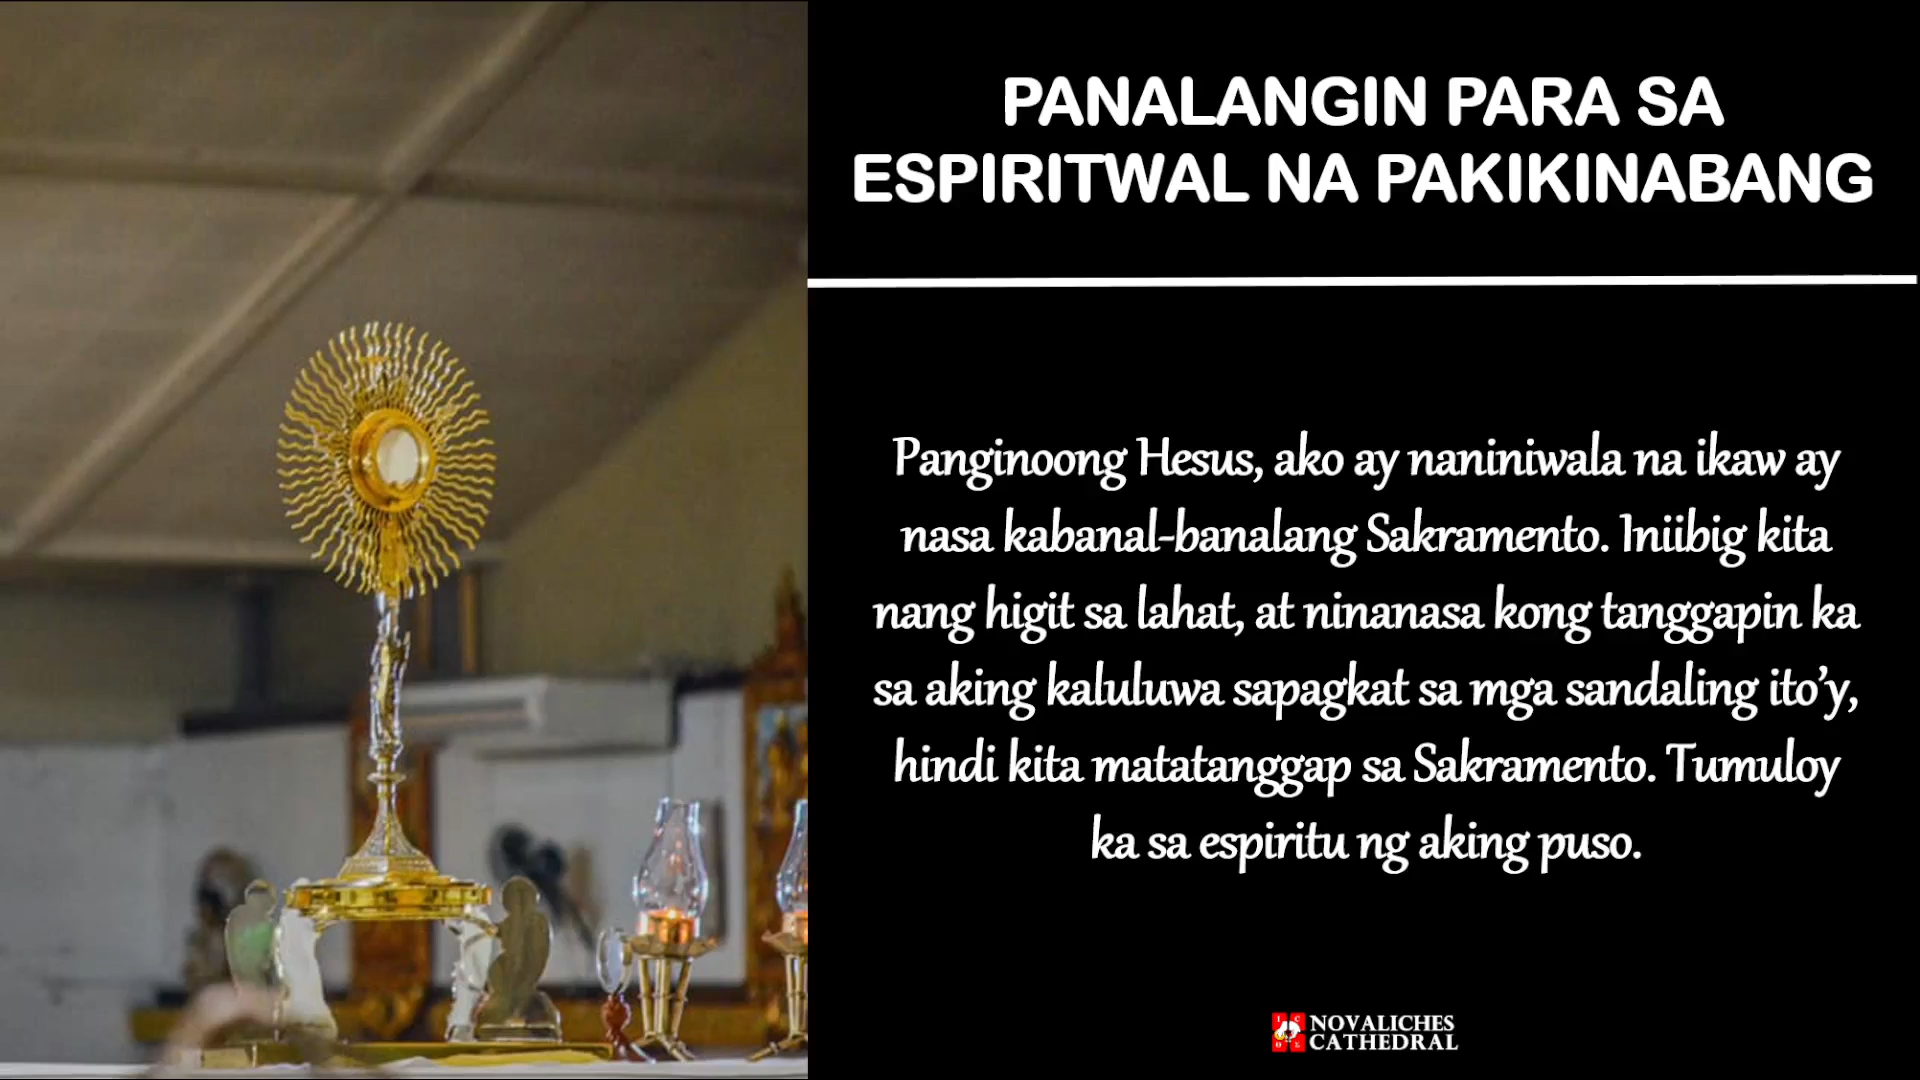 PANALANGIN PARA SA
ESPIRITWAL NA PAKIKINABANG
Panginoong Hesus, ako ay naniniwala na ikaw ay
nasa kabanal-banalang Sakramento. Iniibig kita
nang higit sa lahat, at ninanasa kong tanggapin ka
sa aking kaluluwa sapagkat sa mga sandaling ito’y,
hindi kita matatanggap sa Sakramento. Tumuloy
ka sa espiritu ng aking puso.
NOVALICHES
CATHEDRAL